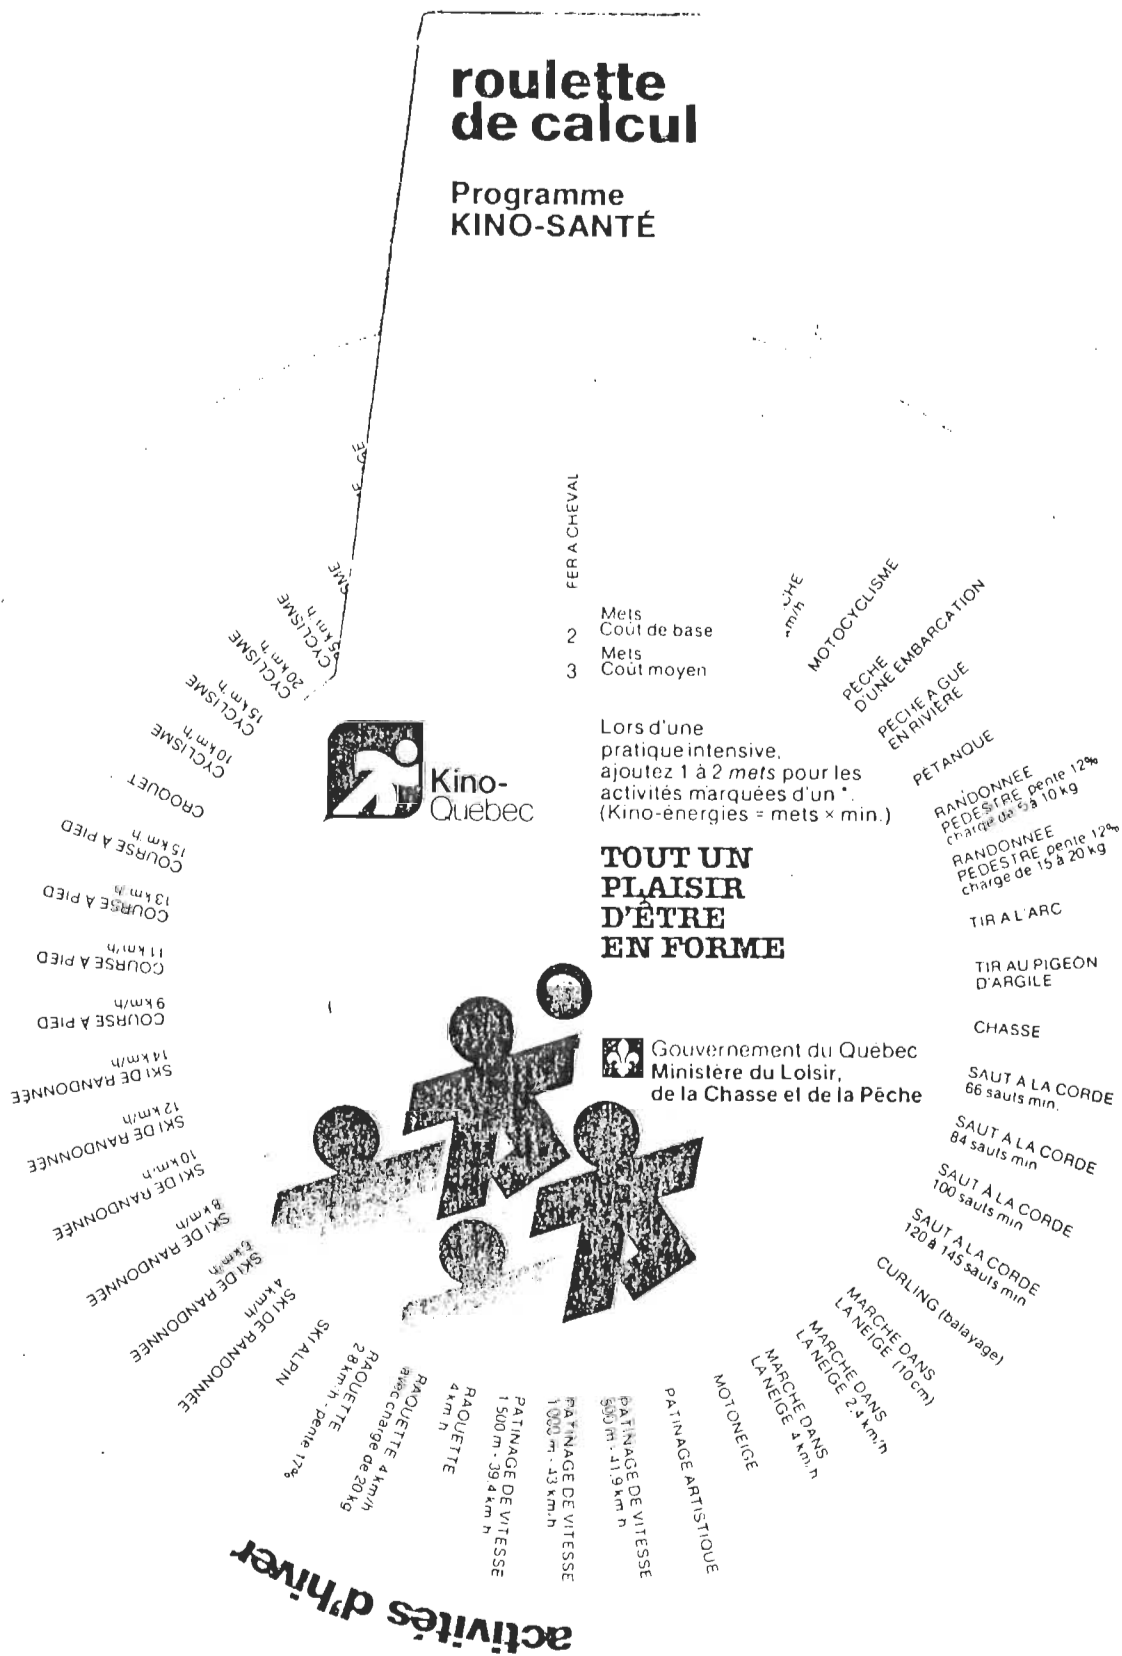 roulette
de calcul
Programme
KINO-SANTÉ
FER A CHEVAL
2 Mets
Coût de base
3 Mets
Coût moyen
Lors d'une
pratique intensive,
ajoutez 1 à 2 mets pour les
activités marquées d'un *.
(Kino-énergies = mets × min.)
Kino-
Québec
TOUT UN
PLAISIR
D'ÊTRE
EN FORME
Gouvernement du Québec
Ministère du Loisir,
de la Chasse et de la Pêche
MOTOCYCLISME
PÊCHE
D'UNE EMBARCATION
PECHE A GUE
EN RIVIÈRE
PETANQUE
RANDONNEE
PEDESTRE pente 12%
charge de 5 à 10 kg
RANDONNEE
PEDESTRE pente 12%
charge de 15 à 20 kg
TIR A L'ARC
TIR AU PIGEON
D'ARGILE
CHASSE
SAUT A LA CORDE
66 sauts min.
SAUT A LA CORDE
84 sauts min
SAUT A LA CORDE
100 sauts min
SAUT A LA CORDE
120 à 145 sauts min
CURLING (balayage)
MARCHE DANS
LA NEIGE (10 cm)
MARCHE DANS
LA NEIGE 2,4 km/h
MARCHE DANS
LA NEIGE 4 km/h
MOTONEIGE
PATINAGE ARTISTIQUE
PATINAGE DE VITESSE
500 m - 41,9 km h
PATINAGE DE VITESSE
1 000 m - 43 km/h
PATINAGE DE VITESSE
1 500 m - 39,4 km h
RAQUETTE
4 km h
RAQUETTE 4 km/h
avec charge de 20 kg
RAQUETTE
2 8 km h - pente 17%
SKI ALPIN
SKI DE RANDONNÉE
4 km/h
SKI DE RANDONNÉE
6 km/h
SKI DE RANDONNÉE
8 km/h
SKI DE RANDONNÉE
10 km/h
SKI DE RANDONNÉE
12 km/h
SKI DE RANDONNÉE
14 km/h
COURSE A PIED
9 km/h
COURSE A PIED
11 km/h
COURSE A PIED
13 km/h
COURSE A PIED
15 km h
CROQUET
CYCLISME
10 km h
CYCLISME
15 km h
CYCLISME
20 km h
CYCLISME
25 km h
activités d'hiver